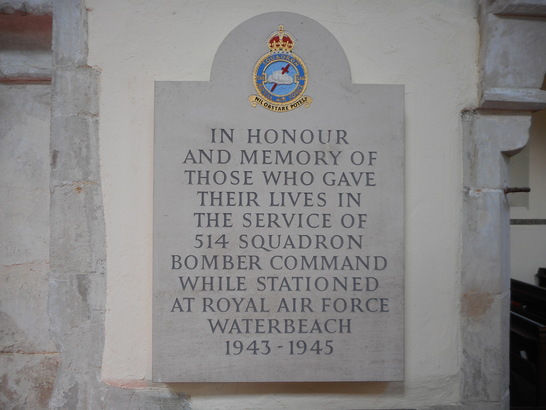 NIL OBSTARE POTEST
IN HONOUR
AND MEMORY OF
THOSE WHO GAVE
THEIR LIVES IN
THE SERVICE OF
514 SQUADRON
BOMBER COMMAND
WHILE STATIONED
AT ROYAL AIR FORCE
WATERBEACH
1943 - 1945